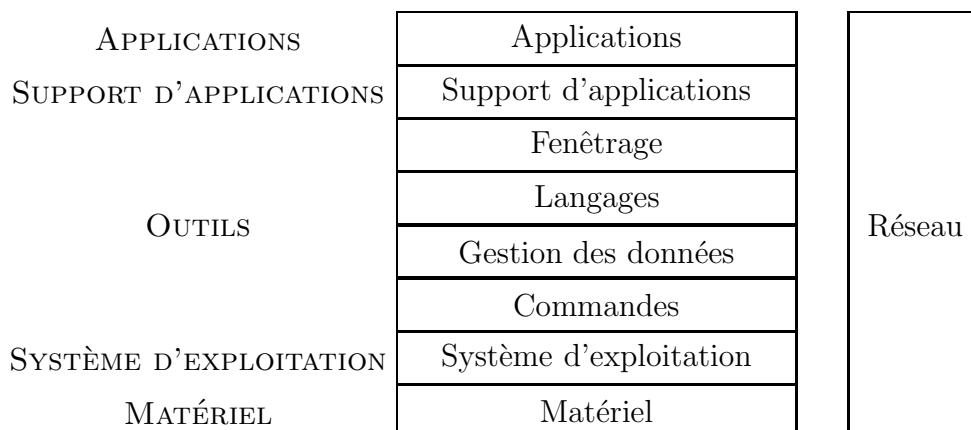 APPLICATIONS Applications
SUPPORT D'APPLICATIONS Support d'applications
Fenêtrage
Langages
OUTILS Réseau
Gestion des données
Commandes
SYSTÈME D'EXPLOITATION Système d'exploitation
MATÉRIEL Matériel